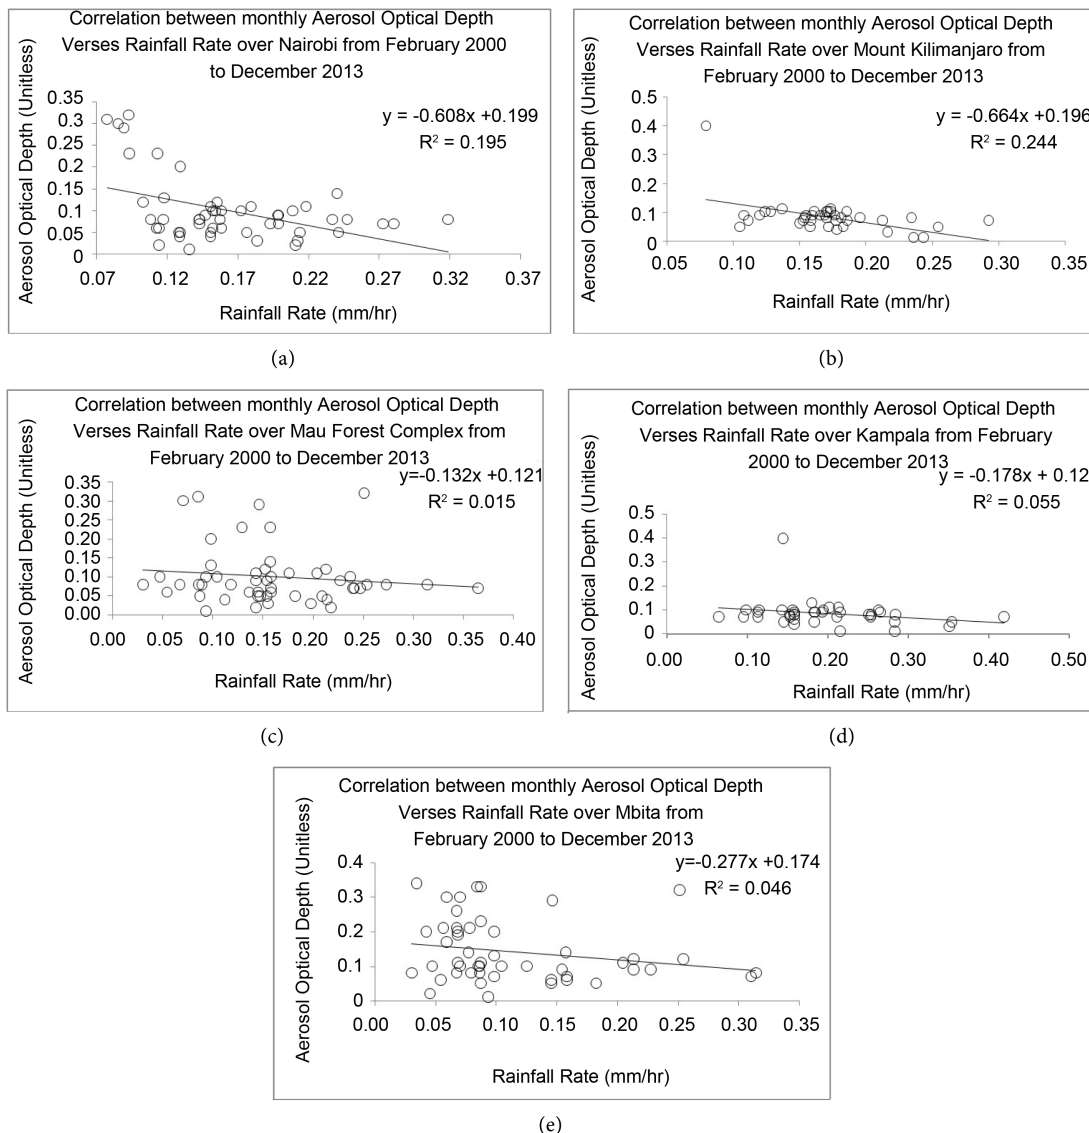 Correlation between monthly Aerosol Optical Depth
Verses Rainfall Rate over Nairobi from February 2000
to December 2013
Aerosol Optical Depth (Unitless)
y = -0.608x +0.199
R² = 0.195
0.35
0.3
0.25
0.2
0.15
0.1
0.05
0
0.07 0.12 0.17 0.22 0.27 0.32 0.37
Rainfall Rate (mm/hr)
(a)
Correlation between monthly Aerosol Optical Depth
Verses Rainfall Rate over Mount Kilimanjaro from
February 2000 to December 2013
Aerosol Optical Depth (Unitless)
y = -0.664x +0.196
R² = 0.244
0.5
0.4
0.3
0.2
0.1
0
0.05 0.10 0.15 0.20 0.25 0.30 0.35
Rainfall Rate (mm/hr)
(b)
Correlation between monthly Aerosol Optical Depth
Verses Rainfall Rate over Mau Forest Complex from
February 2000 to December 2013
Aerosol Optical Depth (Unitless)
y=-0.132x +0.121
R² = 0.015
0.35
0.30
0.25
0.20
0.15
0.10
0.05
0.00
0.00 0.05 0.10 0.15 0.20 0.25 0.30 0.35 0.40
Rainfall Rate (mm/hr)
(c)
Correlation between monthly Aerosol Optical Depth
Verses Rainfall Rate over Kampala from February
2000 to December 2013
Aerosol Optical Depth (Unitless)
y = -0.178x + 0.12
R² = 0.055
0.5
0.4
0.3
0.2
0.1
0
0.00 0.10 0.20 0.30 0.40 0.50
Rainfall Rate (mm/hr)
(d)
Correlation between monthly Aerosol Optical Depth
Verses Rainfall Rate over Mbita from
February 2000 to December 2013
Aerosol Optical Depth (Unitless)
y=-0.277x +0.174
R² = 0.046
0.4
0.3
0.2
0.1
0
0.00 0.05 0.10 0.15 0.20 0.25 0.30 0.35
Rainfall Rate (mm/hr)
(e)